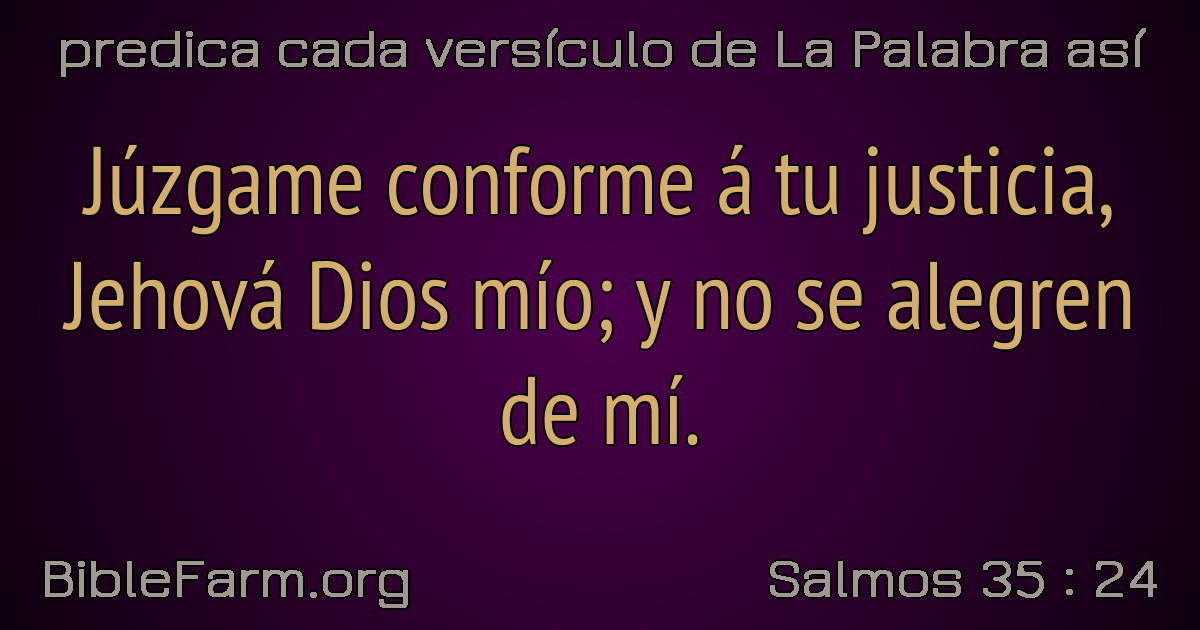 predica cada versículo de La Palabra así
Júzgame conforme á tu justicia,
Jehová Dios mío; y no se alegren
de mí.
BibleFarm.org
Salmos 35 : 24